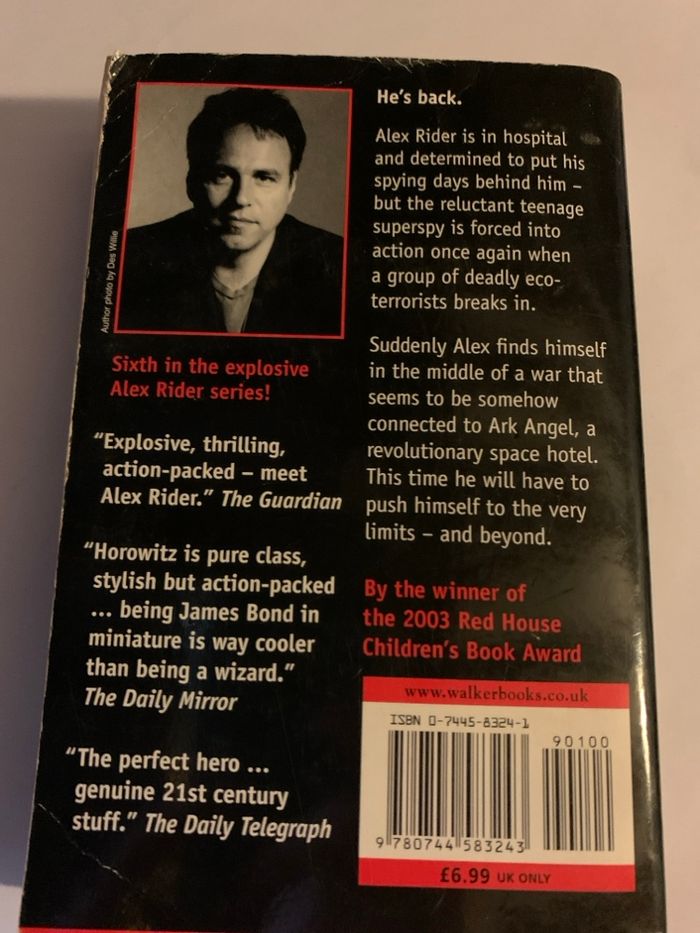 Author photo by Des Willie
Sixth in the explosive
Alex Rider series!
“Explosive, thrilling,
action-packed – meet
Alex Rider.” The Guardian
“Horowitz is pure class,
stylish but action-packed
... being James Bond in
miniature is way cooler
than being a wizard.”
The Daily Mirror
“The perfect hero ...
genuine 21st century
stuff.” The Daily Telegraph
He's back.
Alex Rider is in hospital
and determined to put his
spying days behind him –
but the reluctant teenage
superspy is forced into
action once again when
a group of deadly eco-
terrorists breaks in.
Suddenly Alex finds himself
in the middle of a war that
seems to be somehow
connected to Ark Angel, a
revolutionary space hotel.
This time he will have to
push himself to the very
limits – and beyond.
By the winner of
the 2003 Red House
Children's Book Award
www.walkerbooks.co.uk
ISBN 0-7445-8324-1
90100
9 780744 583243
£6.99 UK ONLY